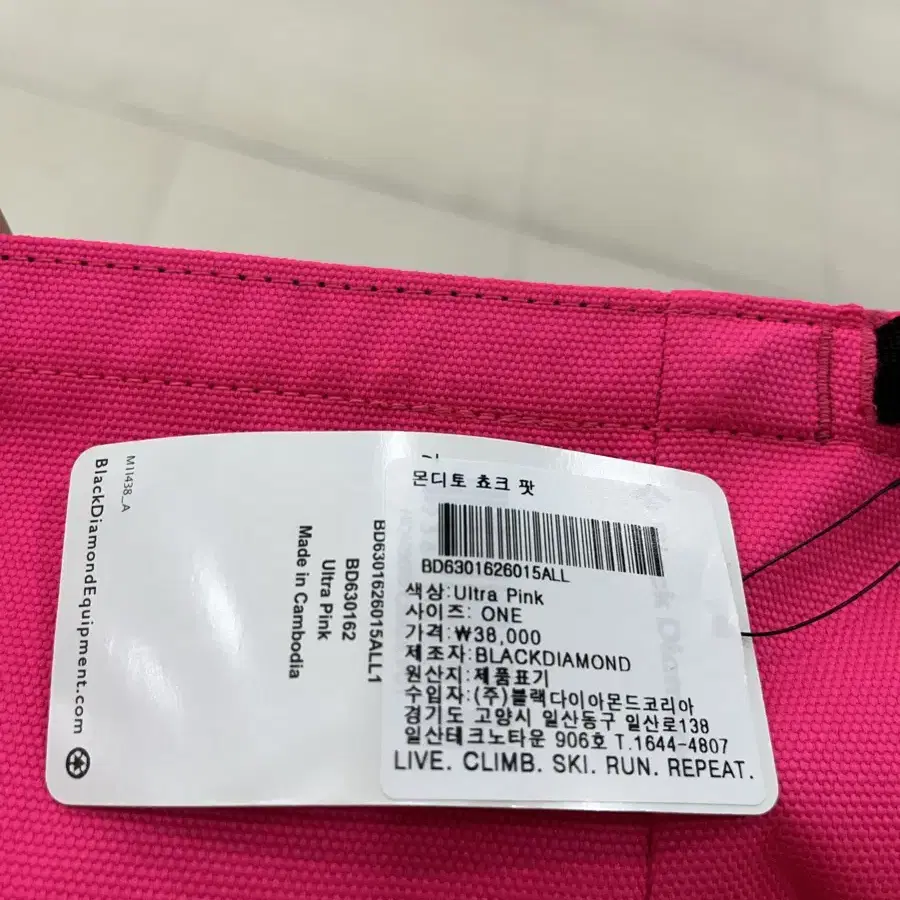 몬디토 쵸크 팟
BD6301626015ALL
색상:Ultra Pink
사이즈: ONE
가격:₩38,000
제조자:BLACKDIAMOND
원산지:제품표기
수입자:(주)블랙다이아몬드코리아
경기도 고양시 일산동구 일산로138
일산테크노타운 906호 T.1644-4807
LIVE. CLIMB. SKI. RUN. REPEAT.
BD6301626015ALL1
BD630162
Ultra Pink
Made in Cambodia
M11438_A
BlackDiamondEquipment.com